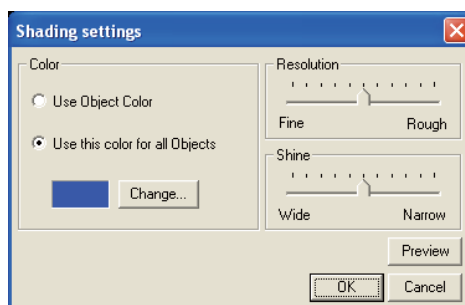 Shading settings
Color
Use Object Color
Use this color for all Objects
Change...
Resolution
Fine Rough
Shine
Wide Narrow
Preview
OK Cancel